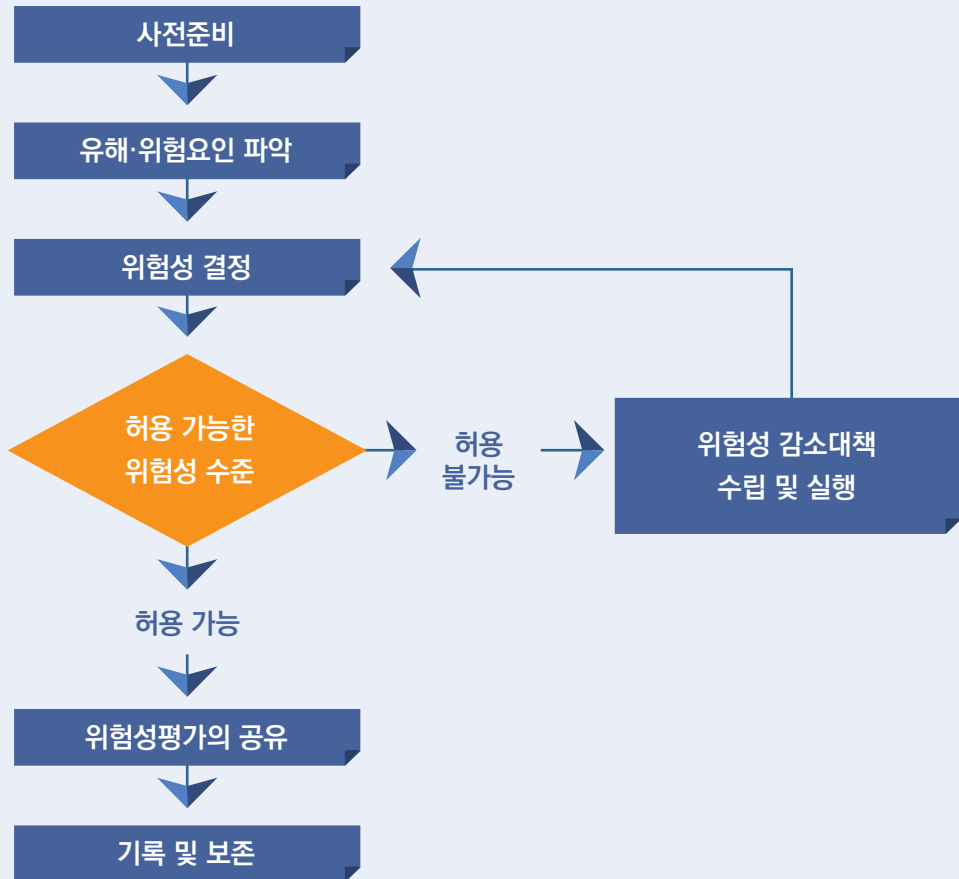 사전준비
유해·위험요인 파악
위험성 결정
허용 가능한
위험성 수준
허용
불가능
위험성 감소대책
수립 및 실행
허용 가능
위험성평가의 공유
기록 및 보존